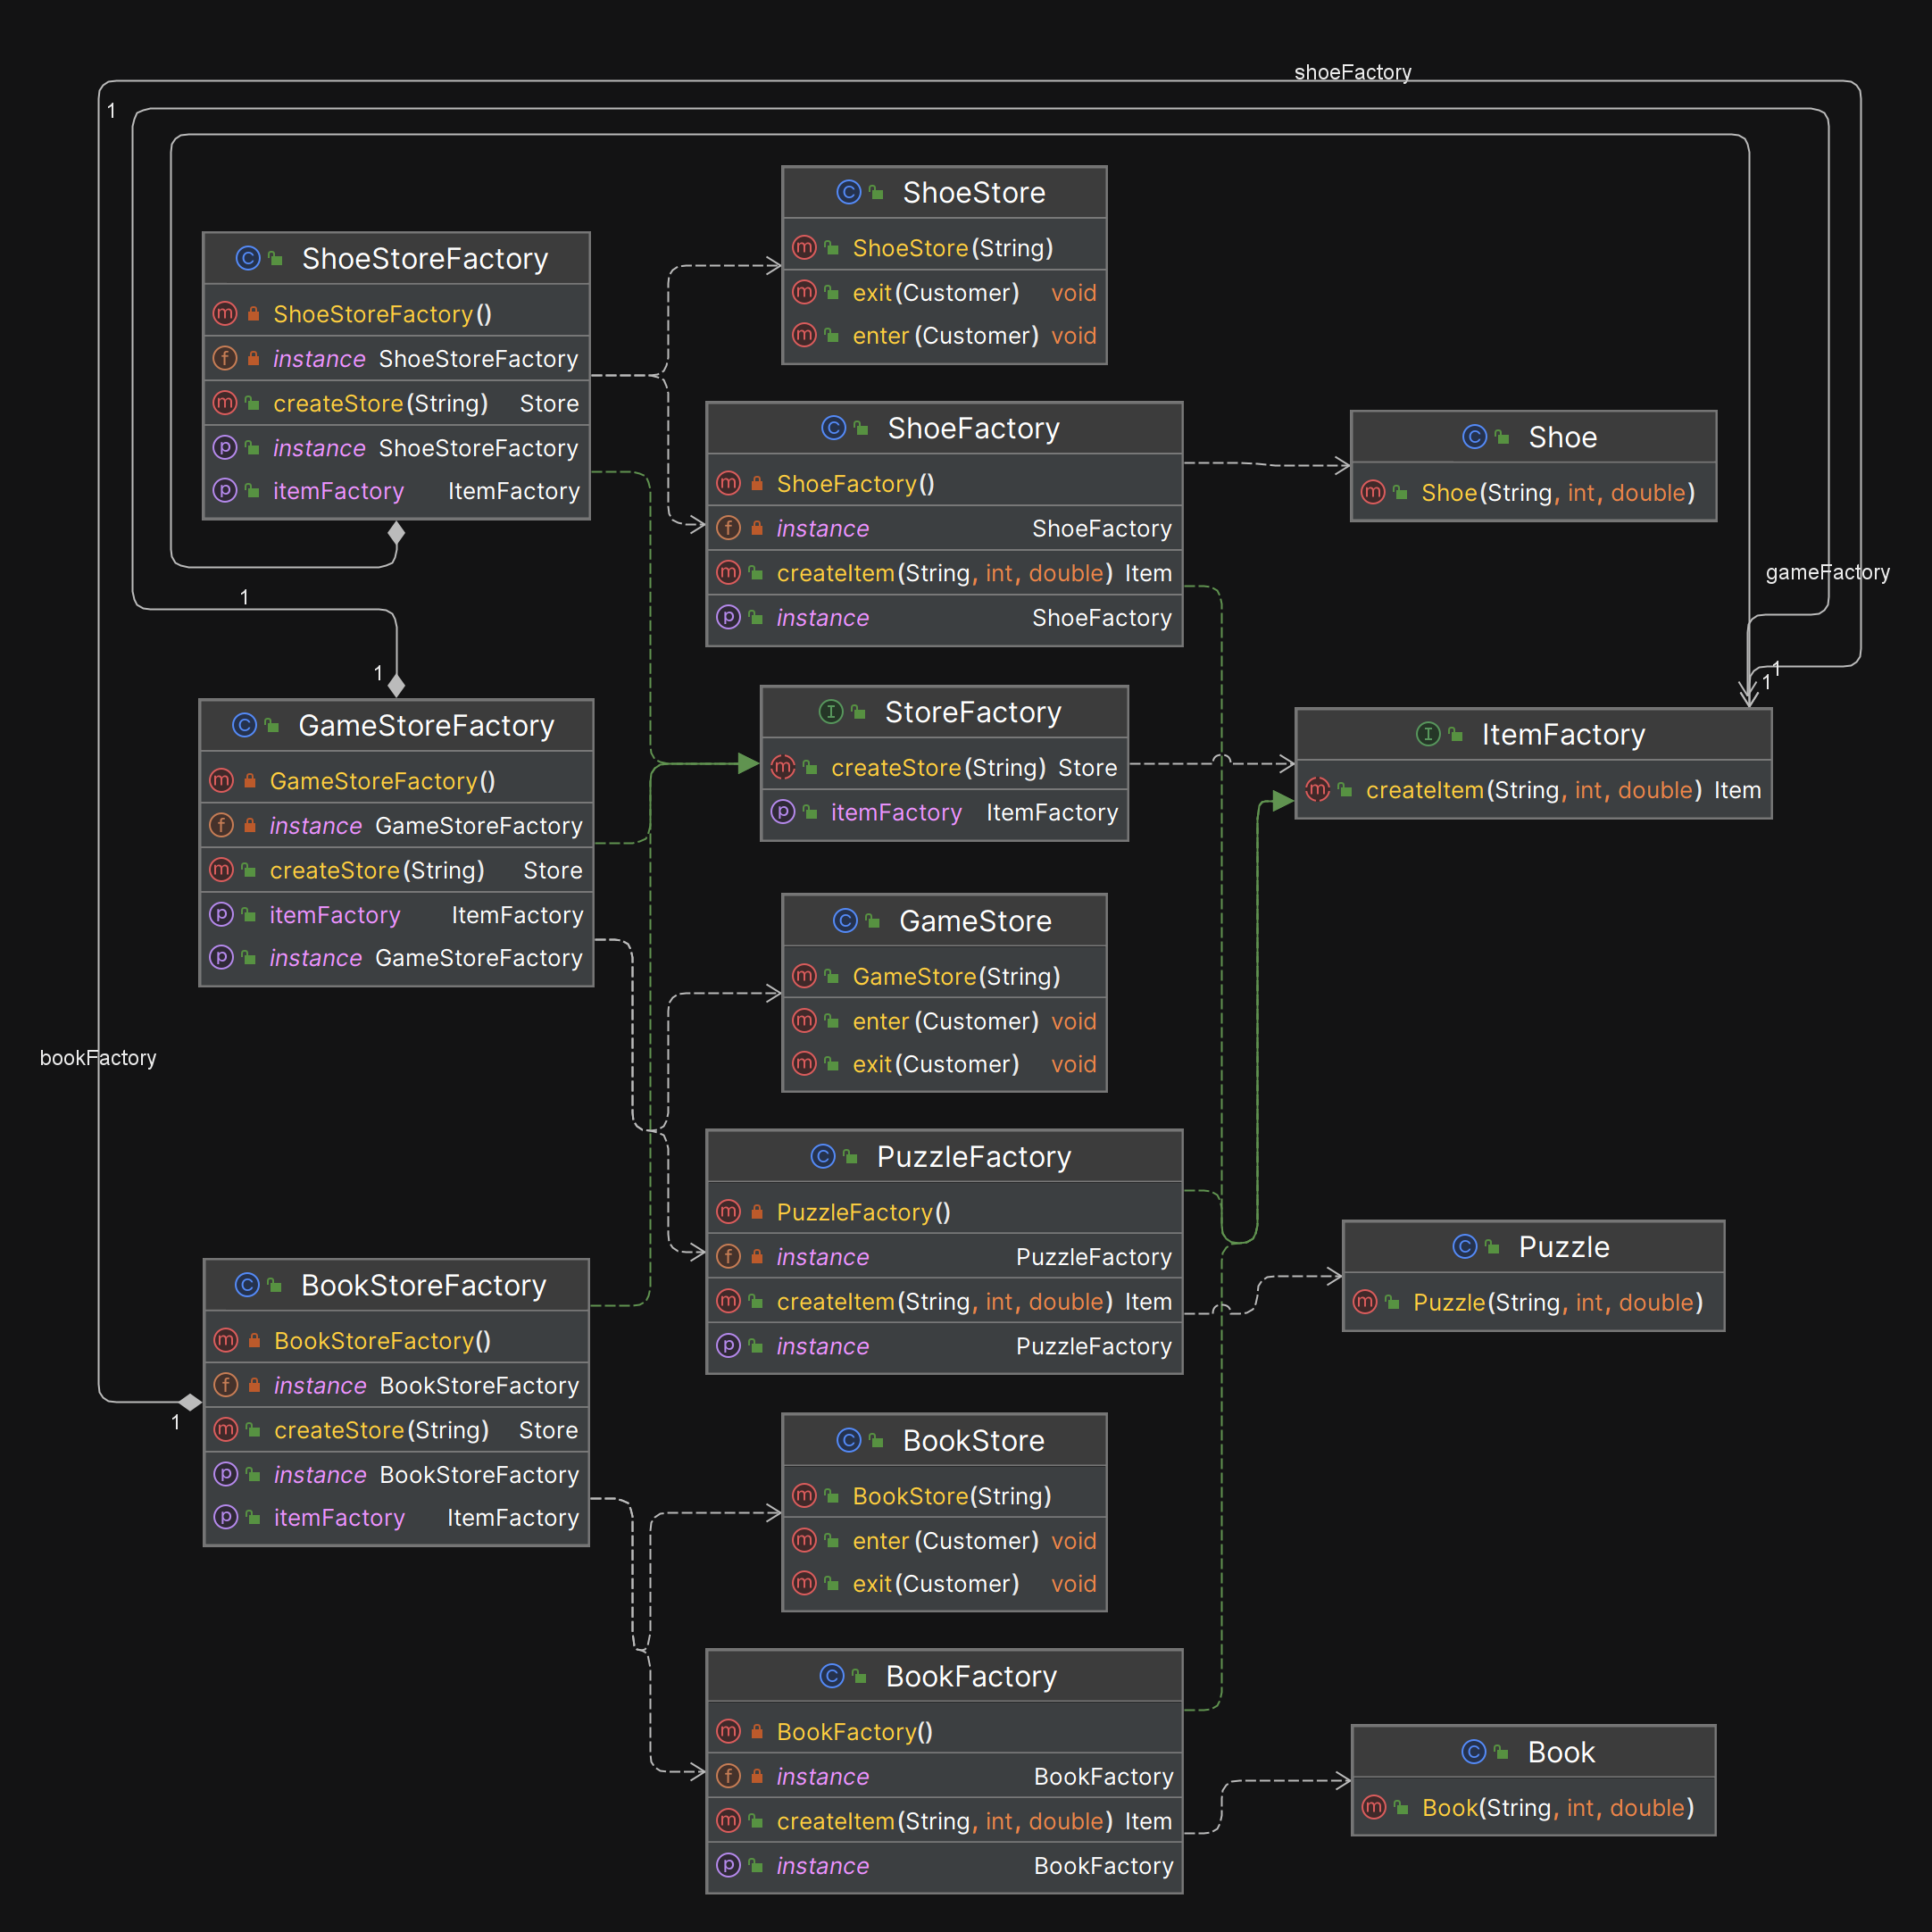 shoeFactory
1
ShoeStore
ShoeStore(String)
exit(Customer) void
enter(Customer) void
ShoeStoreFactory
ShoeStoreFactory()
instance ShoeStoreFactory
createStore(String) Store
instance ShoeStoreFactory
itemFactory ItemFactory
ShoeFactory
ShoeFactory()
instance ShoeFactory
createItem(String, int, double) Item
instance ShoeFactory
Shoe
Shoe(String, int, double)
gameFactory
1
1
1
1
GameStoreFactory
GameStoreFactory()
instance GameStoreFactory
createStore(String) Store
itemFactory ItemFactory
instance GameStoreFactory
StoreFactory
createStore(String) Store
itemFactory ItemFactory
ItemFactory
createItem(String, int, double) Item
GameStore
GameStore(String)
enter(Customer) void
exit(Customer) void
bookFactory
PuzzleFactory
PuzzleFactory()
instance PuzzleFactory
createItem(String, int, double) Item
instance PuzzleFactory
Puzzle
Puzzle(String, int, double)
BookStoreFactory
BookStoreFactory()
instance BookStoreFactory
createStore(String) Store
instance BookStoreFactory
itemFactory ItemFactory
1
BookStore
BookStore(String)
enter(Customer) void
exit(Customer) void
BookFactory
BookFactory()
instance BookFactory
createItem(String, int, double) Item
instance BookFactory
Book
Book(String, int, double)